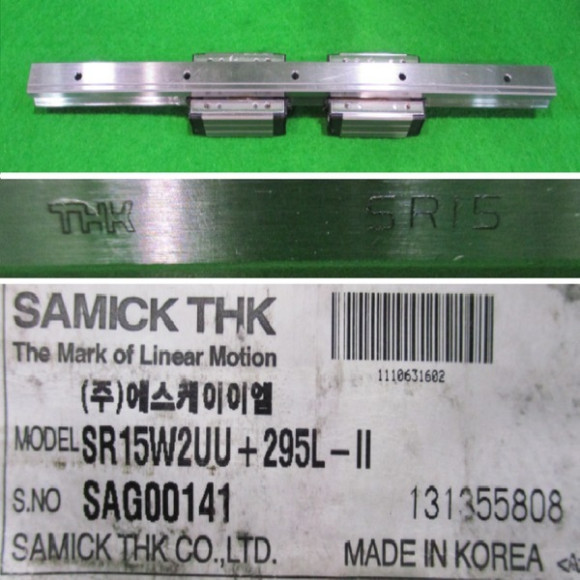 THK SR15
SAMICK THK
The Mark of Linear Motion
1110631602
(주)에스케이이엠
MODEL SR15W2UU+295L-II
S.NO SAG00141 131355808
SAMICK THK CO.,LTD. MADE IN KOREA <A